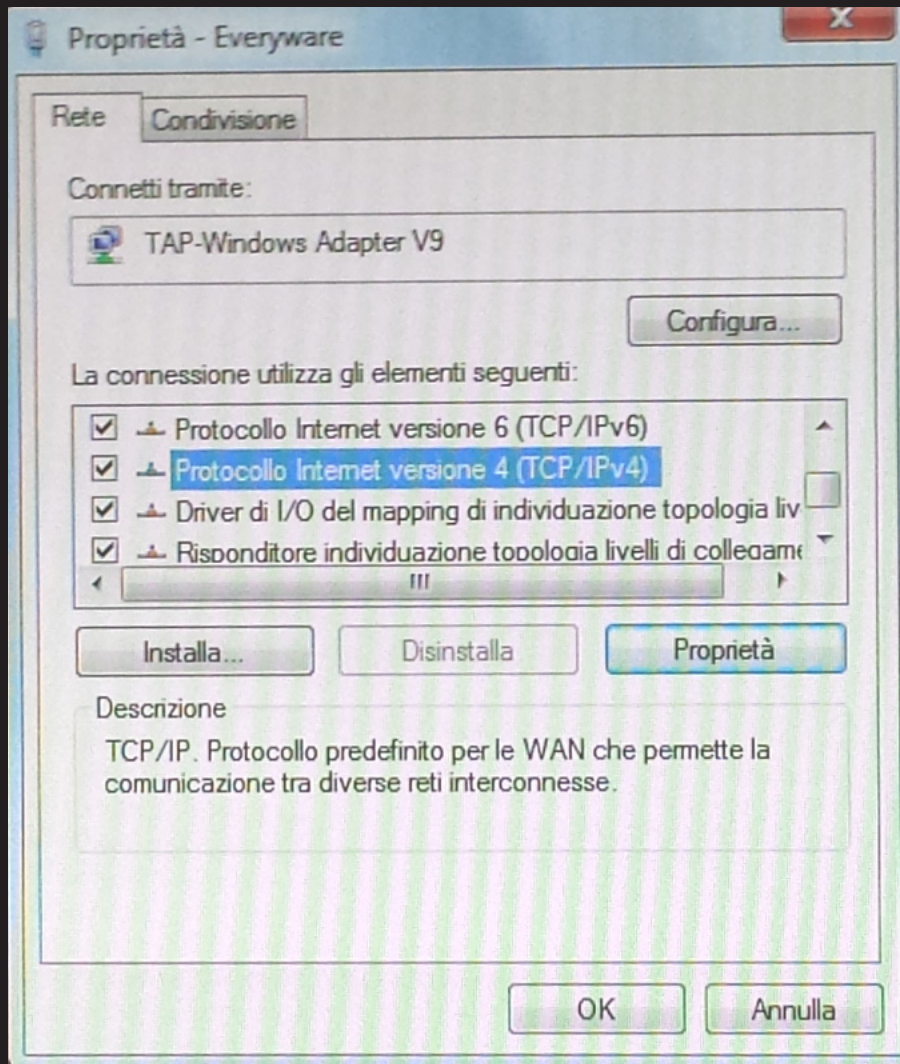 Proprietà - Everyware
X
Rete
Condivisione
Connetti tramite:
TAP-Windows Adapter V9
Configura...
La connessione utilizza gli elementi seguenti:
Protocollo Internet versione 6 (TCP/IPv6)
Protocollo Internet versione 4 (TCP/IPv4)
Driver di I/O del mapping di individuazione topologia liv
Risponditore individuazione topologia livelli di collegame
Installa...
Disinstalla
Proprietà
Descrizione
TCP/IP. Protocollo predefinito per le WAN che permette la
comunicazione tra diverse reti interconnesse.
OK
Annulla